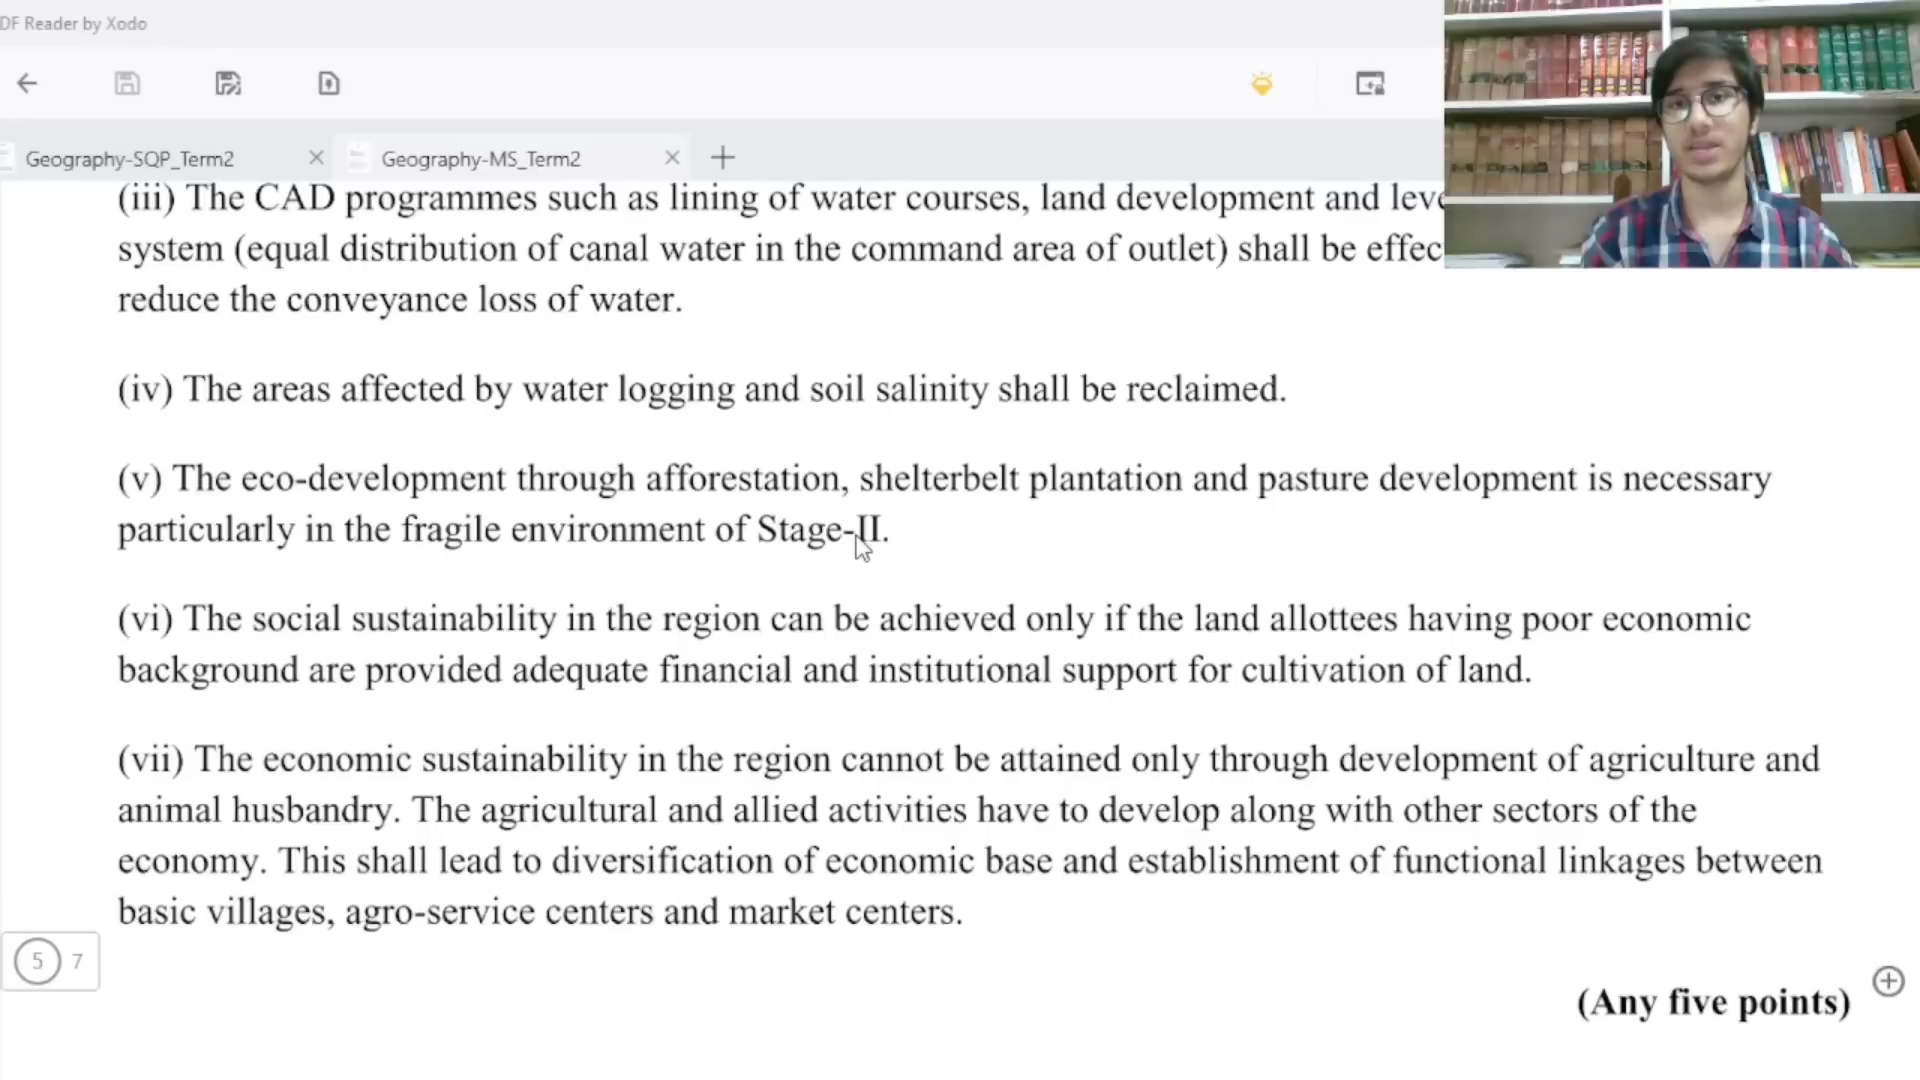 DF Reader by Xodo
Geography-SQP_Term2
Geography-MS_Term2
(iii) The CAD programmes such as lining of water courses, land development and leve
system (equal distribution of canal water in the command area of outlet) shall be effec
reduce the conveyance loss of water.
(iv) The areas affected by water logging and soil salinity shall be reclaimed.
(v) The eco-development through afforestation, shelterbelt plantation and pasture development is necessary
particularly in the fragile environment of Stage-II.
(vi) The social sustainability in the region can be achieved only if the land allottees having poor economic
background are provided adequate financial and institutional support for cultivation of land.
(vii) The economic sustainability in the region cannot be attained only through development of agriculture and
animal husbandry. The agricultural and allied activities have to develop along with other sectors of the
economy. This shall lead to diversification of economic base and establishment of functional linkages between
basic villages, agro-service centers and market centers.
5 7
(Any five points)